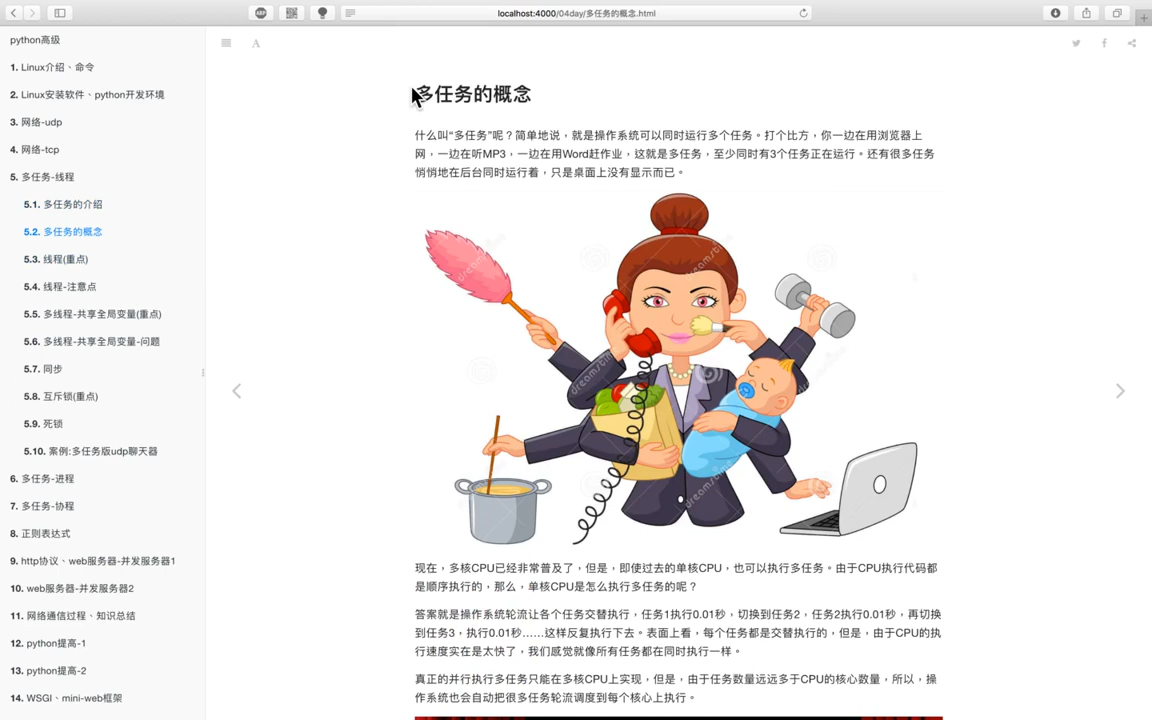 ABP
localhost:4000/04day/多任务的概念.html
python高级
1. Linux介绍、命令
2. Linux安装软件、python开发环境
3. 网络-udp
4. 网络-tcp
5. 多任务-线程
5.1. 多任务的介绍
5.2. 多任务的概念
5.3. 线程(重点)
5.4. 线程-注意点
5.5. 多线程-共享全局变量(重点)
5.6. 多线程-共享全局变量-问题
5.7. 同步
5.8. 互斥锁(重点)
5.9. 死锁
5.10. 案例:多任务版udp聊天器
6. 多任务-进程
7. 多任务-协程
8. 正则表达式
9. http协议、web服务器-并发服务器1
10. web服务器-并发服务器2
11. 网络通信过程、知识总结
12. python提高-1
13. python提高-2
14. WSGI、mini-web框架
A
多任务的概念
什么叫“多任务”呢？简单地说，就是操作系统可以同时运行多个任务。打个比方，你一边在用浏览器上
网，一边在听MP3，一边在用Word赶作业，这就是多任务，至少同时有3个任务正在运行。还有很多任务
悄悄地在后台同时运行着，只是桌面上没有显示而已。
dreamstime
现在，多核CPU已经非常普及了，但是，即使过去的单核CPU，也可以执行多任务。由于CPU执行代码都
是顺序执行的，那么，单核CPU是怎么执行多任务的呢？
答案就是操作系统轮流让各个任务交替执行，任务1执行0.01秒，切换到任务2，任务2执行0.01秒，再切换
到任务3，执行0.01秒……这样反复执行下去。表面上看，每个任务都是交替执行的，但是，由于CPU的执
行速度实在是太快了，我们感觉就像所有任务都在同时执行一样。
真正的并行执行多任务只能在多核CPU上实现，但是，由于任务数量远远多于CPU的核心数量，所以，操
作系统也会自动把很多任务轮流调度到每个核心上执行。